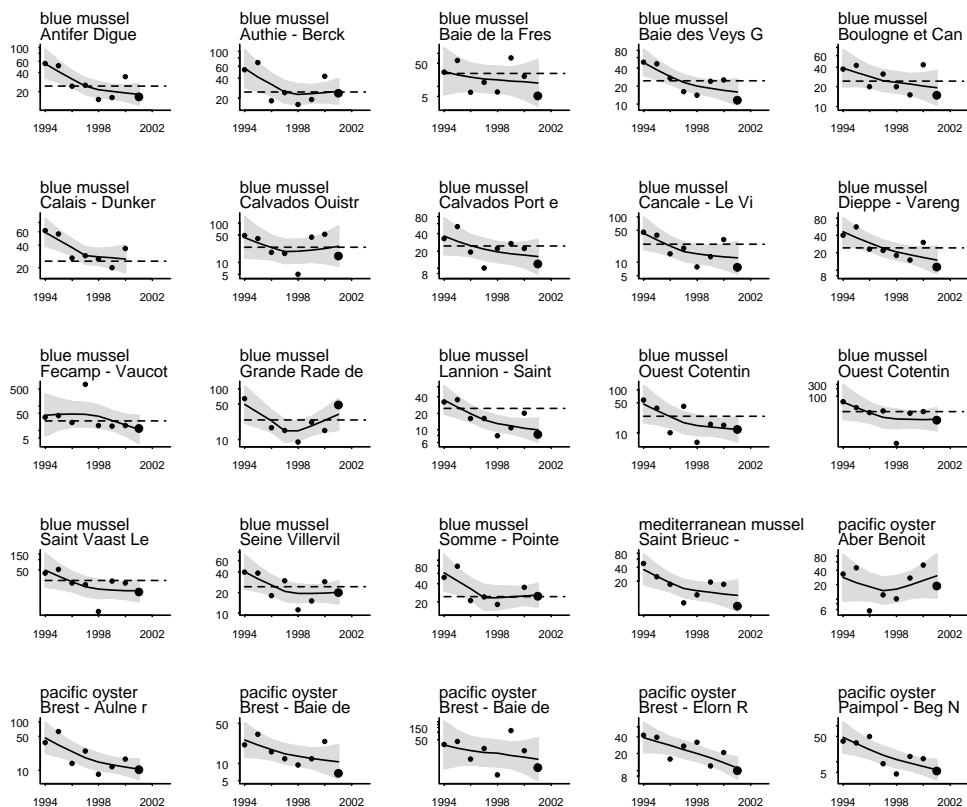 blue mussel
Antifer Digue
100
40
20
1994 1998 2002
blue mussel
Authie - Berck
60
40
20
1994 1998 2002
blue mussel
Baie de la Fres
50
5
1994 1998 2002
blue mussel
Baie des Veys G
80
40
20
10
1994 1998 2002
blue mussel
Boulogne et Can
80
40
20
10
1994 1998 2002
blue mussel
Calais - Dunker
60
40
20
1994 1998 2002
blue mussel
Calvados Ouistr
100
50
10
5
1994 1998 2002
blue mussel
Calvados Port e
80
40
20
8
1994 1998 2002
blue mussel
Cancale - Le Vi
100
50
10
5
1994 1998 2002
blue mussel
Dieppe - Vareng
80
40
20
8
1994 1998 2002
blue mussel
Fecamp - Vaucot
500
50
5
1994 1998 2002
blue mussel
Grande Rade de
100
50
10
1994 1998 2002
blue mussel
Lannion - Saint
40
20
10
6
1994 1998 2002
blue mussel
Ouest Cotentin
100
50
10
1994 1998 2002
blue mussel
Ouest Cotentin
300
100
1994 1998 2002
blue mussel
Saint Vaast Le
150
50
1994 1998 2002
blue mussel
Seine Villervil
60
40
20
10
1994 1998 2002
blue mussel
Somme - Pointe
80
40
20
1994 1998 2002
mediterranean mussel
Saint Brieuc -
80
40
20
1994 1998 2002
pacific oyster
Aber Benoit
80
40
20
6
1994 1998 2002
pacific oyster
Brest - Aulne r
100
50
10
1994 1998 2002
pacific oyster
Brest - Baie de
50
10
5
1994 1998 2002
pacific oyster
Brest - Baie de
150
50
1994 1998 2002
pacific oyster
Brest - Elorn R
40
20
8
1994 1998 2002
pacific oyster
Paimpol - Beg N
50
5
1994 1998 2002